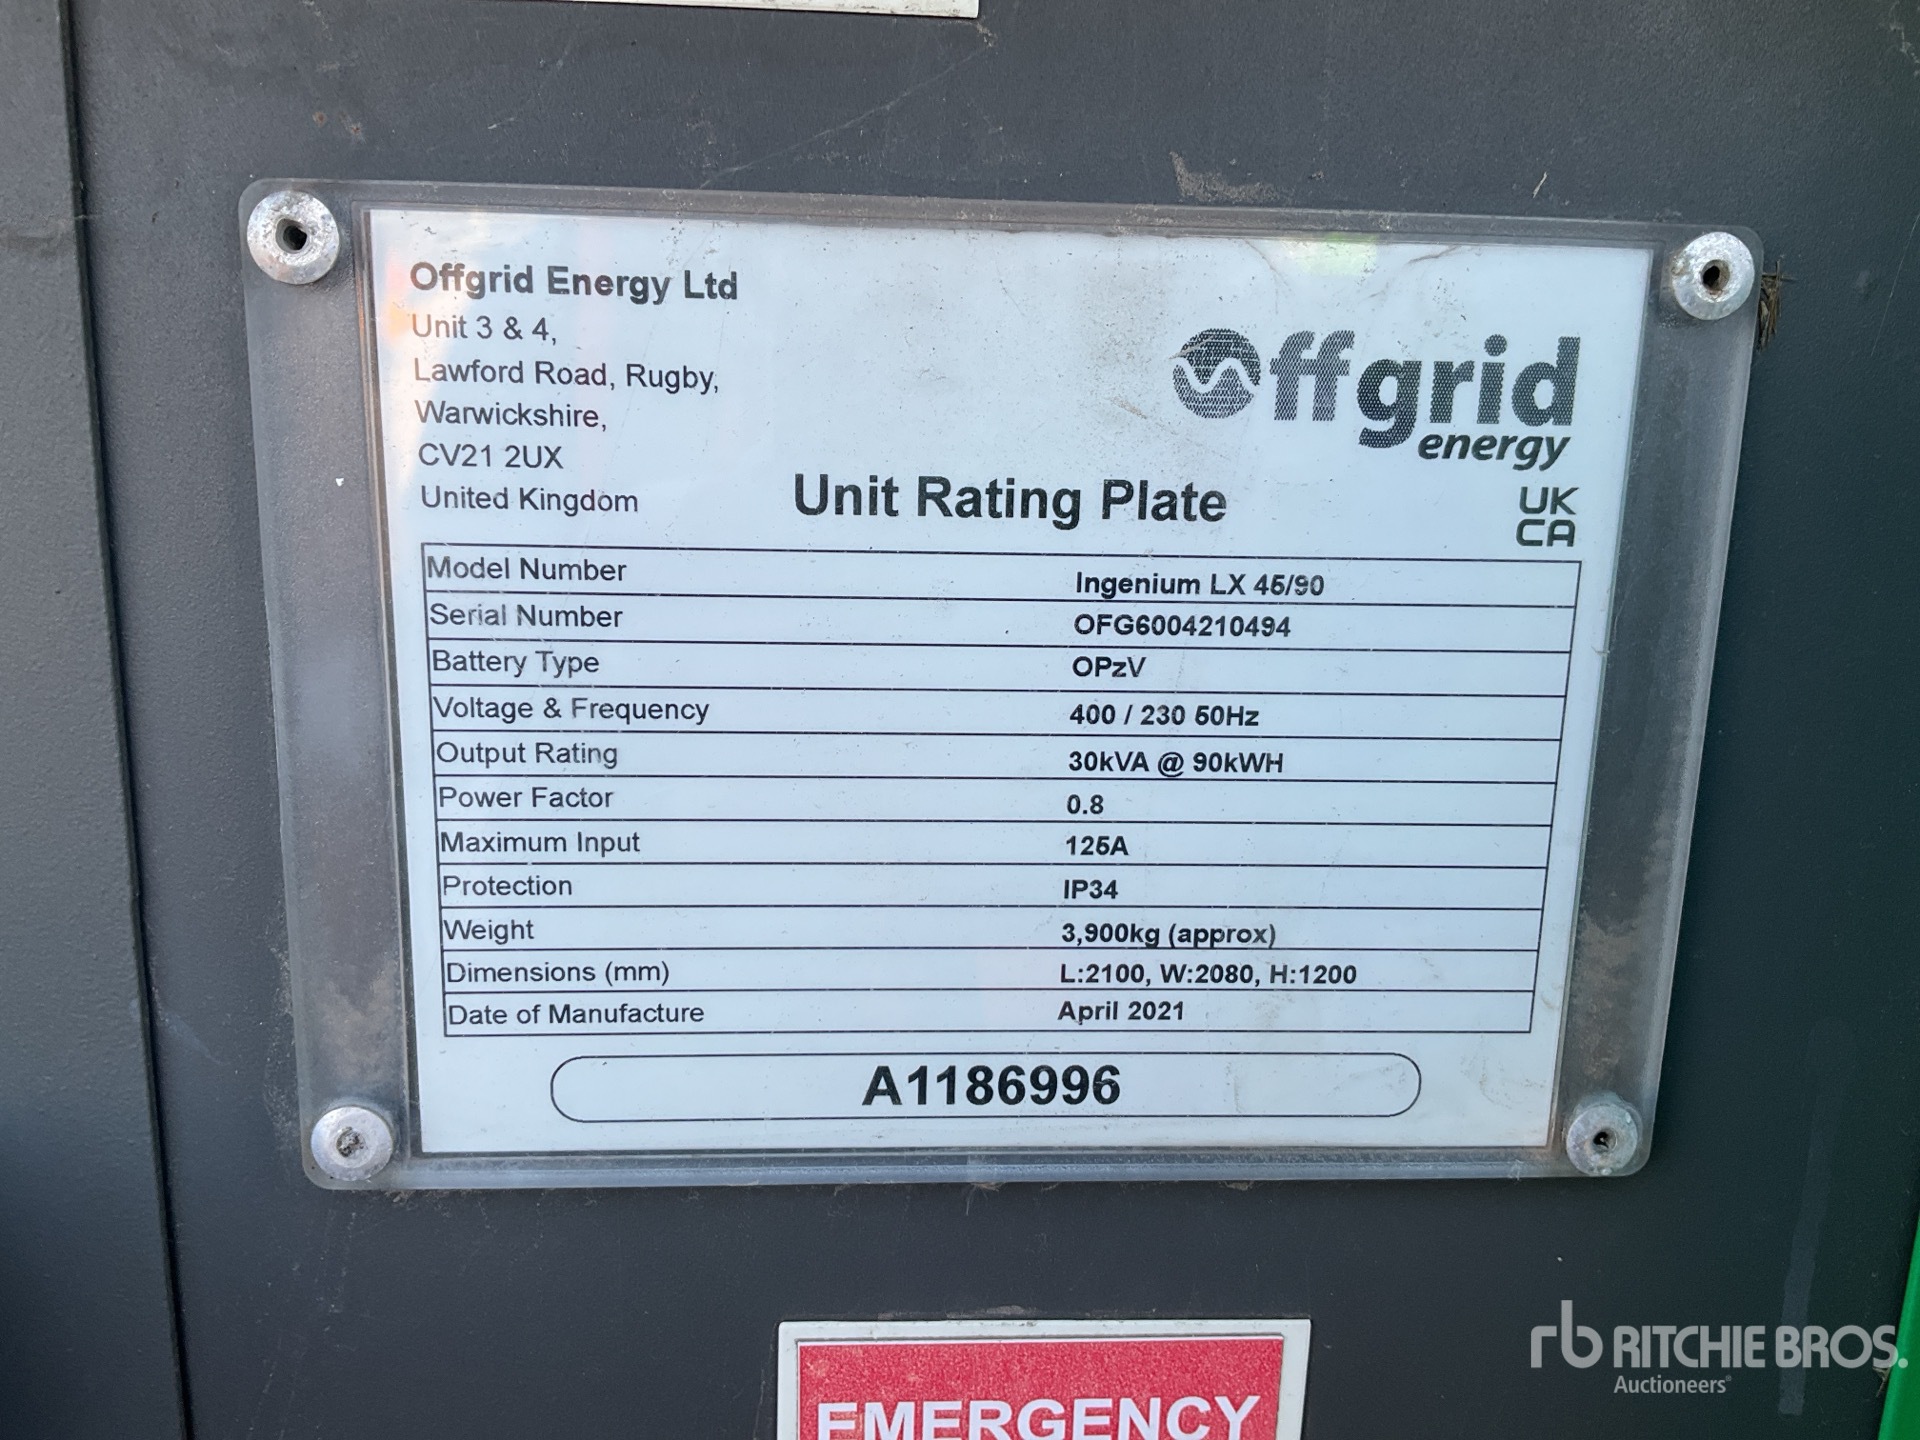 Offgrid Energy Ltd
Unit 3 & 4,
Lawford Road, Rugby,
Warwickshire,
CV21 2UX
United Kingdom
Offgrid
energy
Unit Rating Plate
UK
CA
Model Number Ingenium LX 45/90
Serial Number OFG6004210494
Battery Type OPzV
Voltage & Frequency 400 / 230 50Hz
Output Rating 30kVA @ 90kWH
Power Factor 0.8
Maximum Input 125A
Protection IP34
Weight 3,900kg (approx)
Dimensions (mm) L:2100, W:2080, H:1200
Date of Manufacture April 2021
A1186996
EMERGENCY
rb RITCHIE BROS.
Auctioneers®